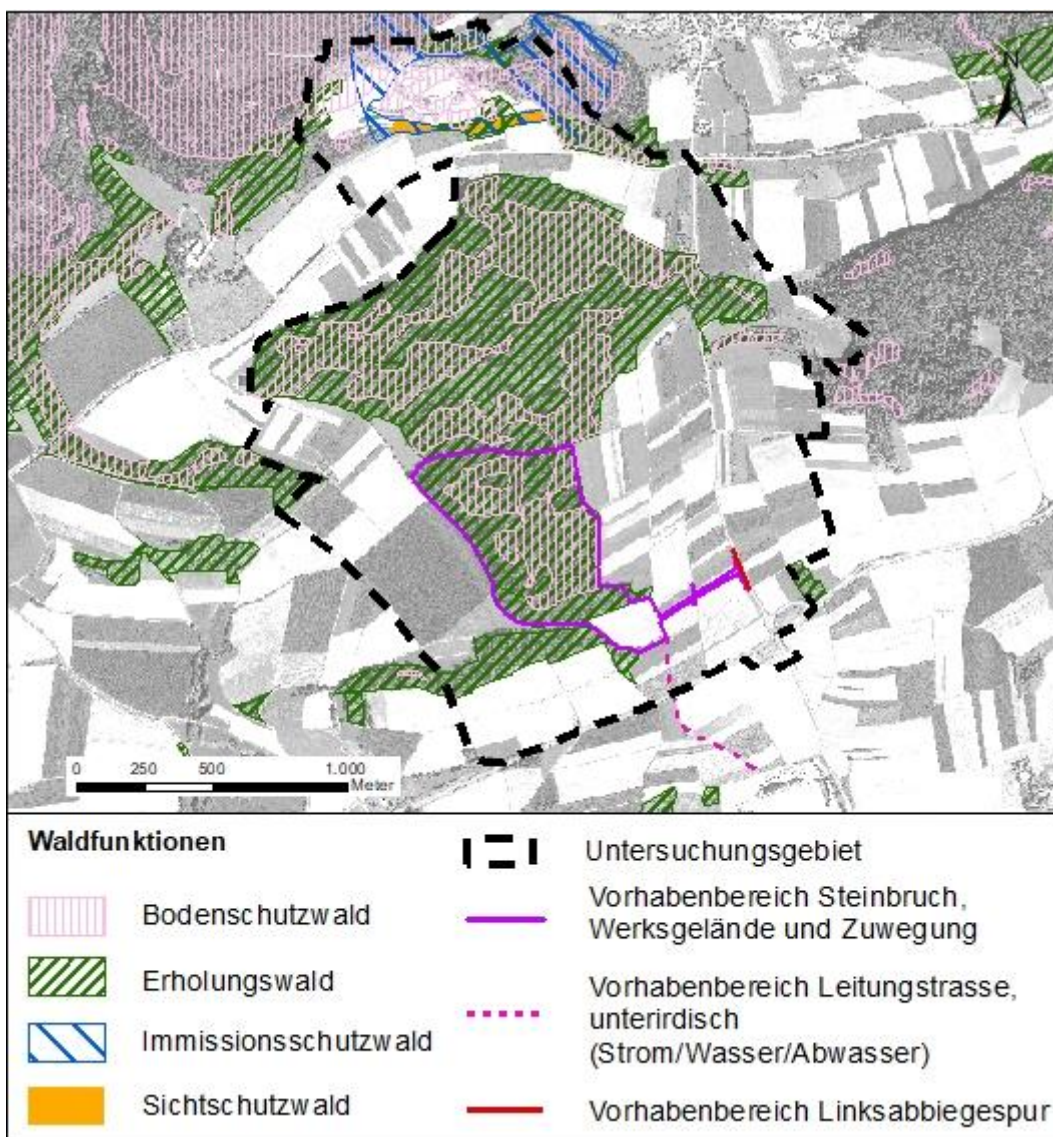 N
0 250 500 1.000
Meter
Waldfunktionen
Bodenschutzwald
Erholungswald
Immissionsschutzwald
Sichtschutzwald
Untersuchungsgebiet
Vorhabenbereich Steinbruch,
Werksgelände und Zuwegung
Vorhabenbereich Leitungstrasse,
unterirdisch
(Strom/Wasser/Abwasser)
Vorhabenbereich Linksabbiegespur